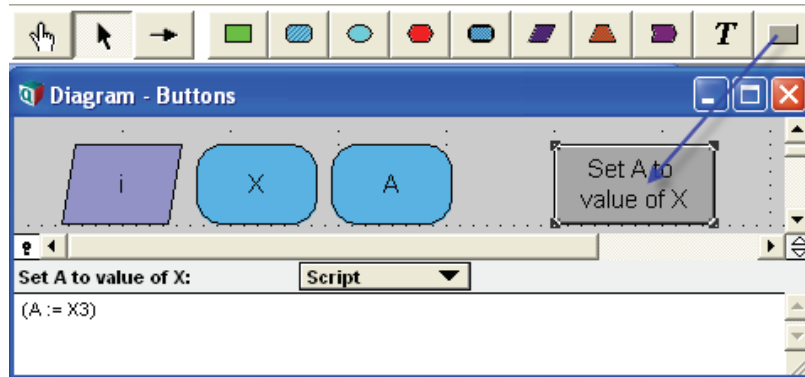 T
Diagram - Buttons
i
X
A
Set A to
value of X
Set A to value of X:
Script
(A := X3)